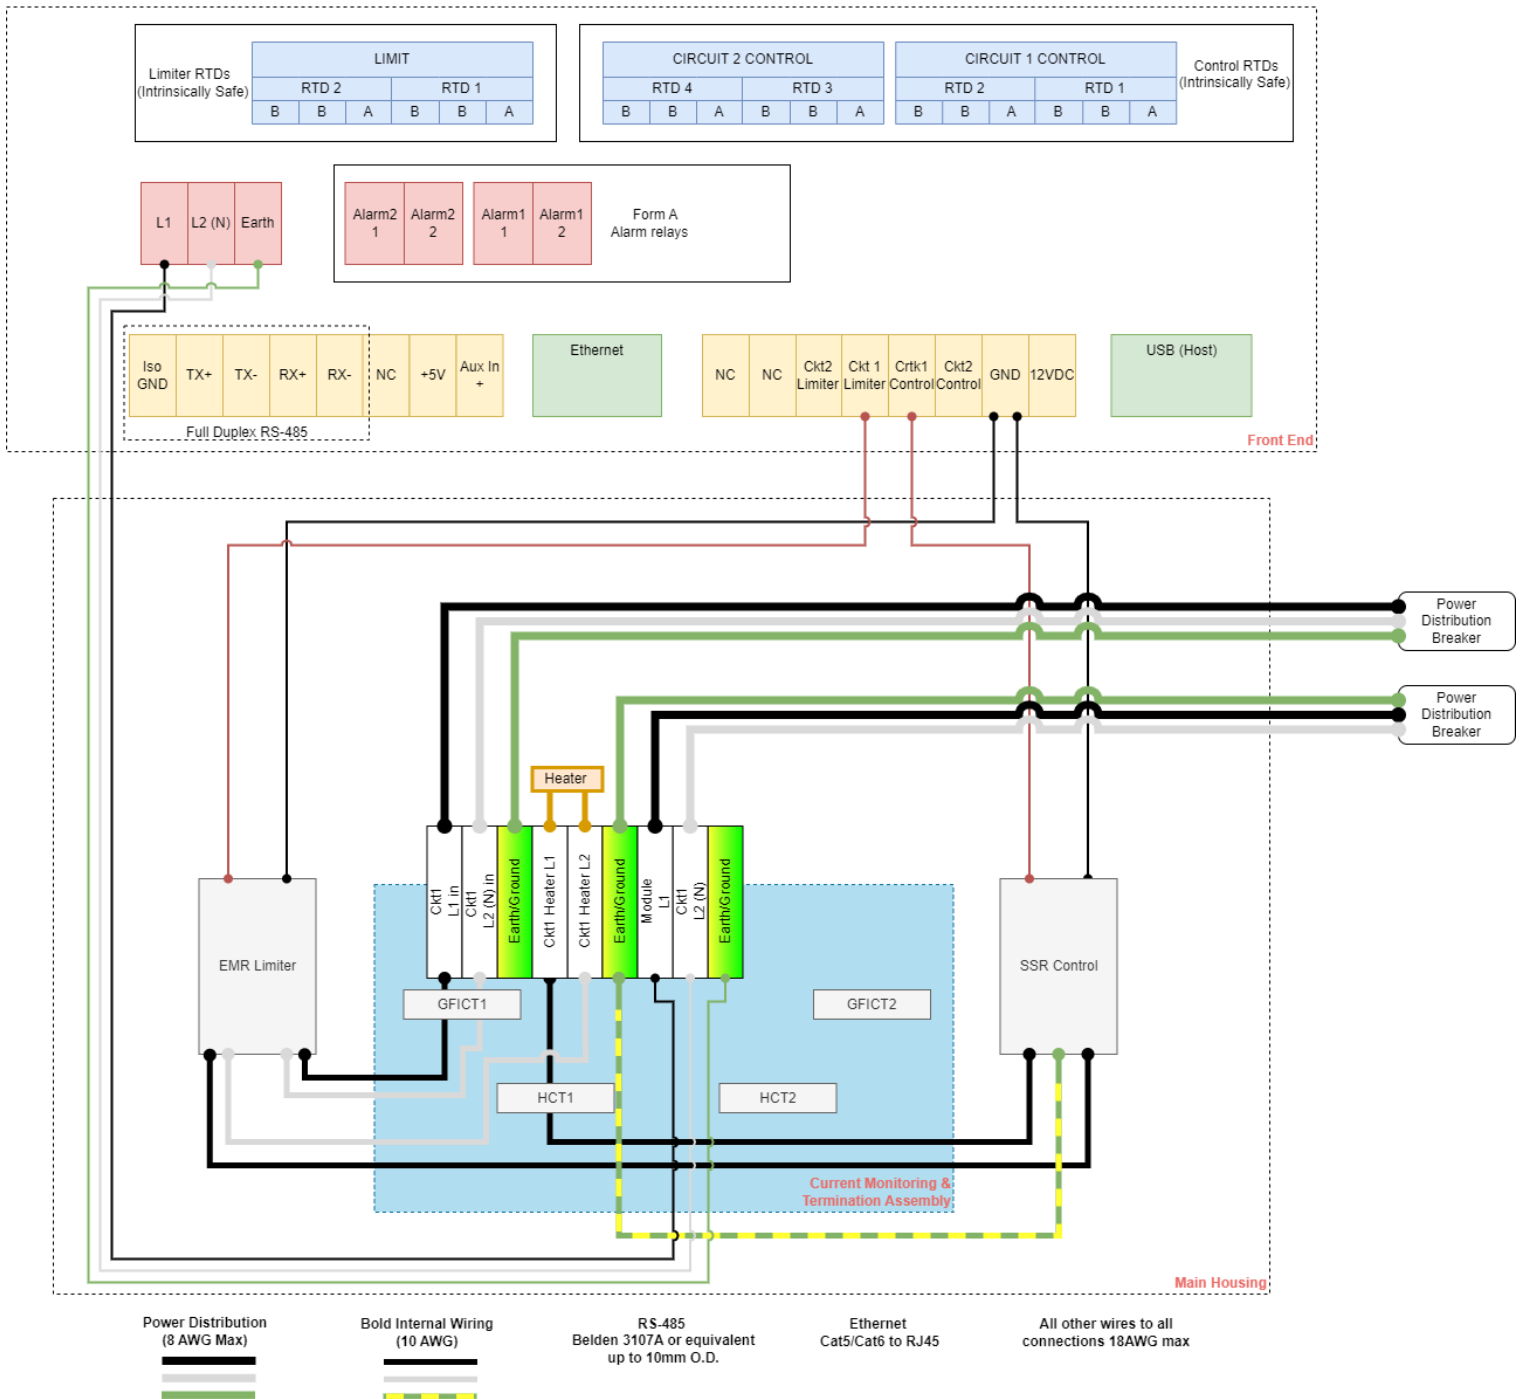 Limiter RTDs
(Intrinsically Safe)
LIMIT
RTD 2
RTD 1
B
B
A
B
B
A
CIRCUIT 2 CONTROL
RTD 4
RTD 3
B
B
A
B
B
A
CIRCUIT 1 CONTROL
RTD 2
RTD 1
B
B
A
B
B
A
Control RTDs
(Intrinsically Safe)
L1
L2 (N)
Earth
Alarm2
1
Alarm2
2
Alarm1
1
Alarm1
2
Form A
Alarm relays
Iso
GND
TX+
TX-
RX+
RX-
NC
+5V
Aux In
+
Full Duplex RS-485
Ethernet
NC
NC
Ckt2
Limiter
Ckt 1
Limiter
Crtk1
Control
Ckt2
Control
GND
12VDC
USB (Host)
Front End
Power
Distribution
Breaker
Power
Distribution
Breaker
Heater
Ckt1
L1 in
Ckt1
L2 (N) in
Earth/Ground
Ckt1 Heater L1
Ckt1 Heater L2
Earth/Ground
Module
L1
Ckt1
L2 (N)
Earth/Ground
EMR Limiter
SSR Control
GFICT1
GFICT2
HCT1
HCT2
Current Monitoring &
Termination Assembly
Main Housing
Power Distribution
(8 AWG Max)
Bold Internal Wiring
(10 AWG)
RS-485
Belden 3107A or equivalent
up to 10mm O.D.
Ethernet
Cat5/Cat6 to RJ45
All other wires to all
connections 18AWG max